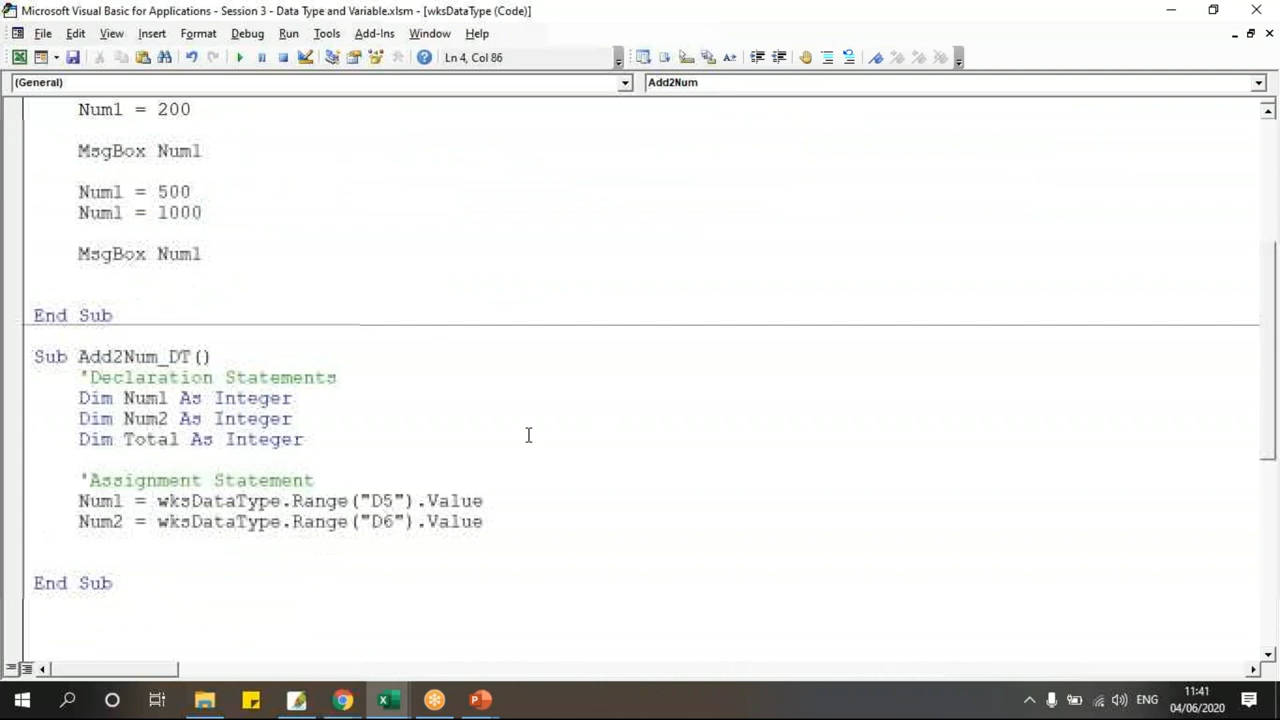 Microsoft Visual Basic for Applications - Session 3 - Data Type and Variable.xlsm - [wksDataType (Code)]
File Edit View Insert Format Debug Run Tools Add-Ins Window Help
Ln 4, Col 86
(General) Add2Num
Num1 = 200
MsgBox Num1
Num1 = 500
Num1 = 1000
MsgBox Num1
End Sub
Sub Add2Num_DT()
'Declaration Statements
Dim Num1 As Integer
Dim Num2 As Integer
Dim Total As Integer
'Assignment Statement
Num1 = wksDataType.Range("D5").Value
Num2 = wksDataType.Range("D6").Value
End Sub
ENG
11:41
04/06/2020